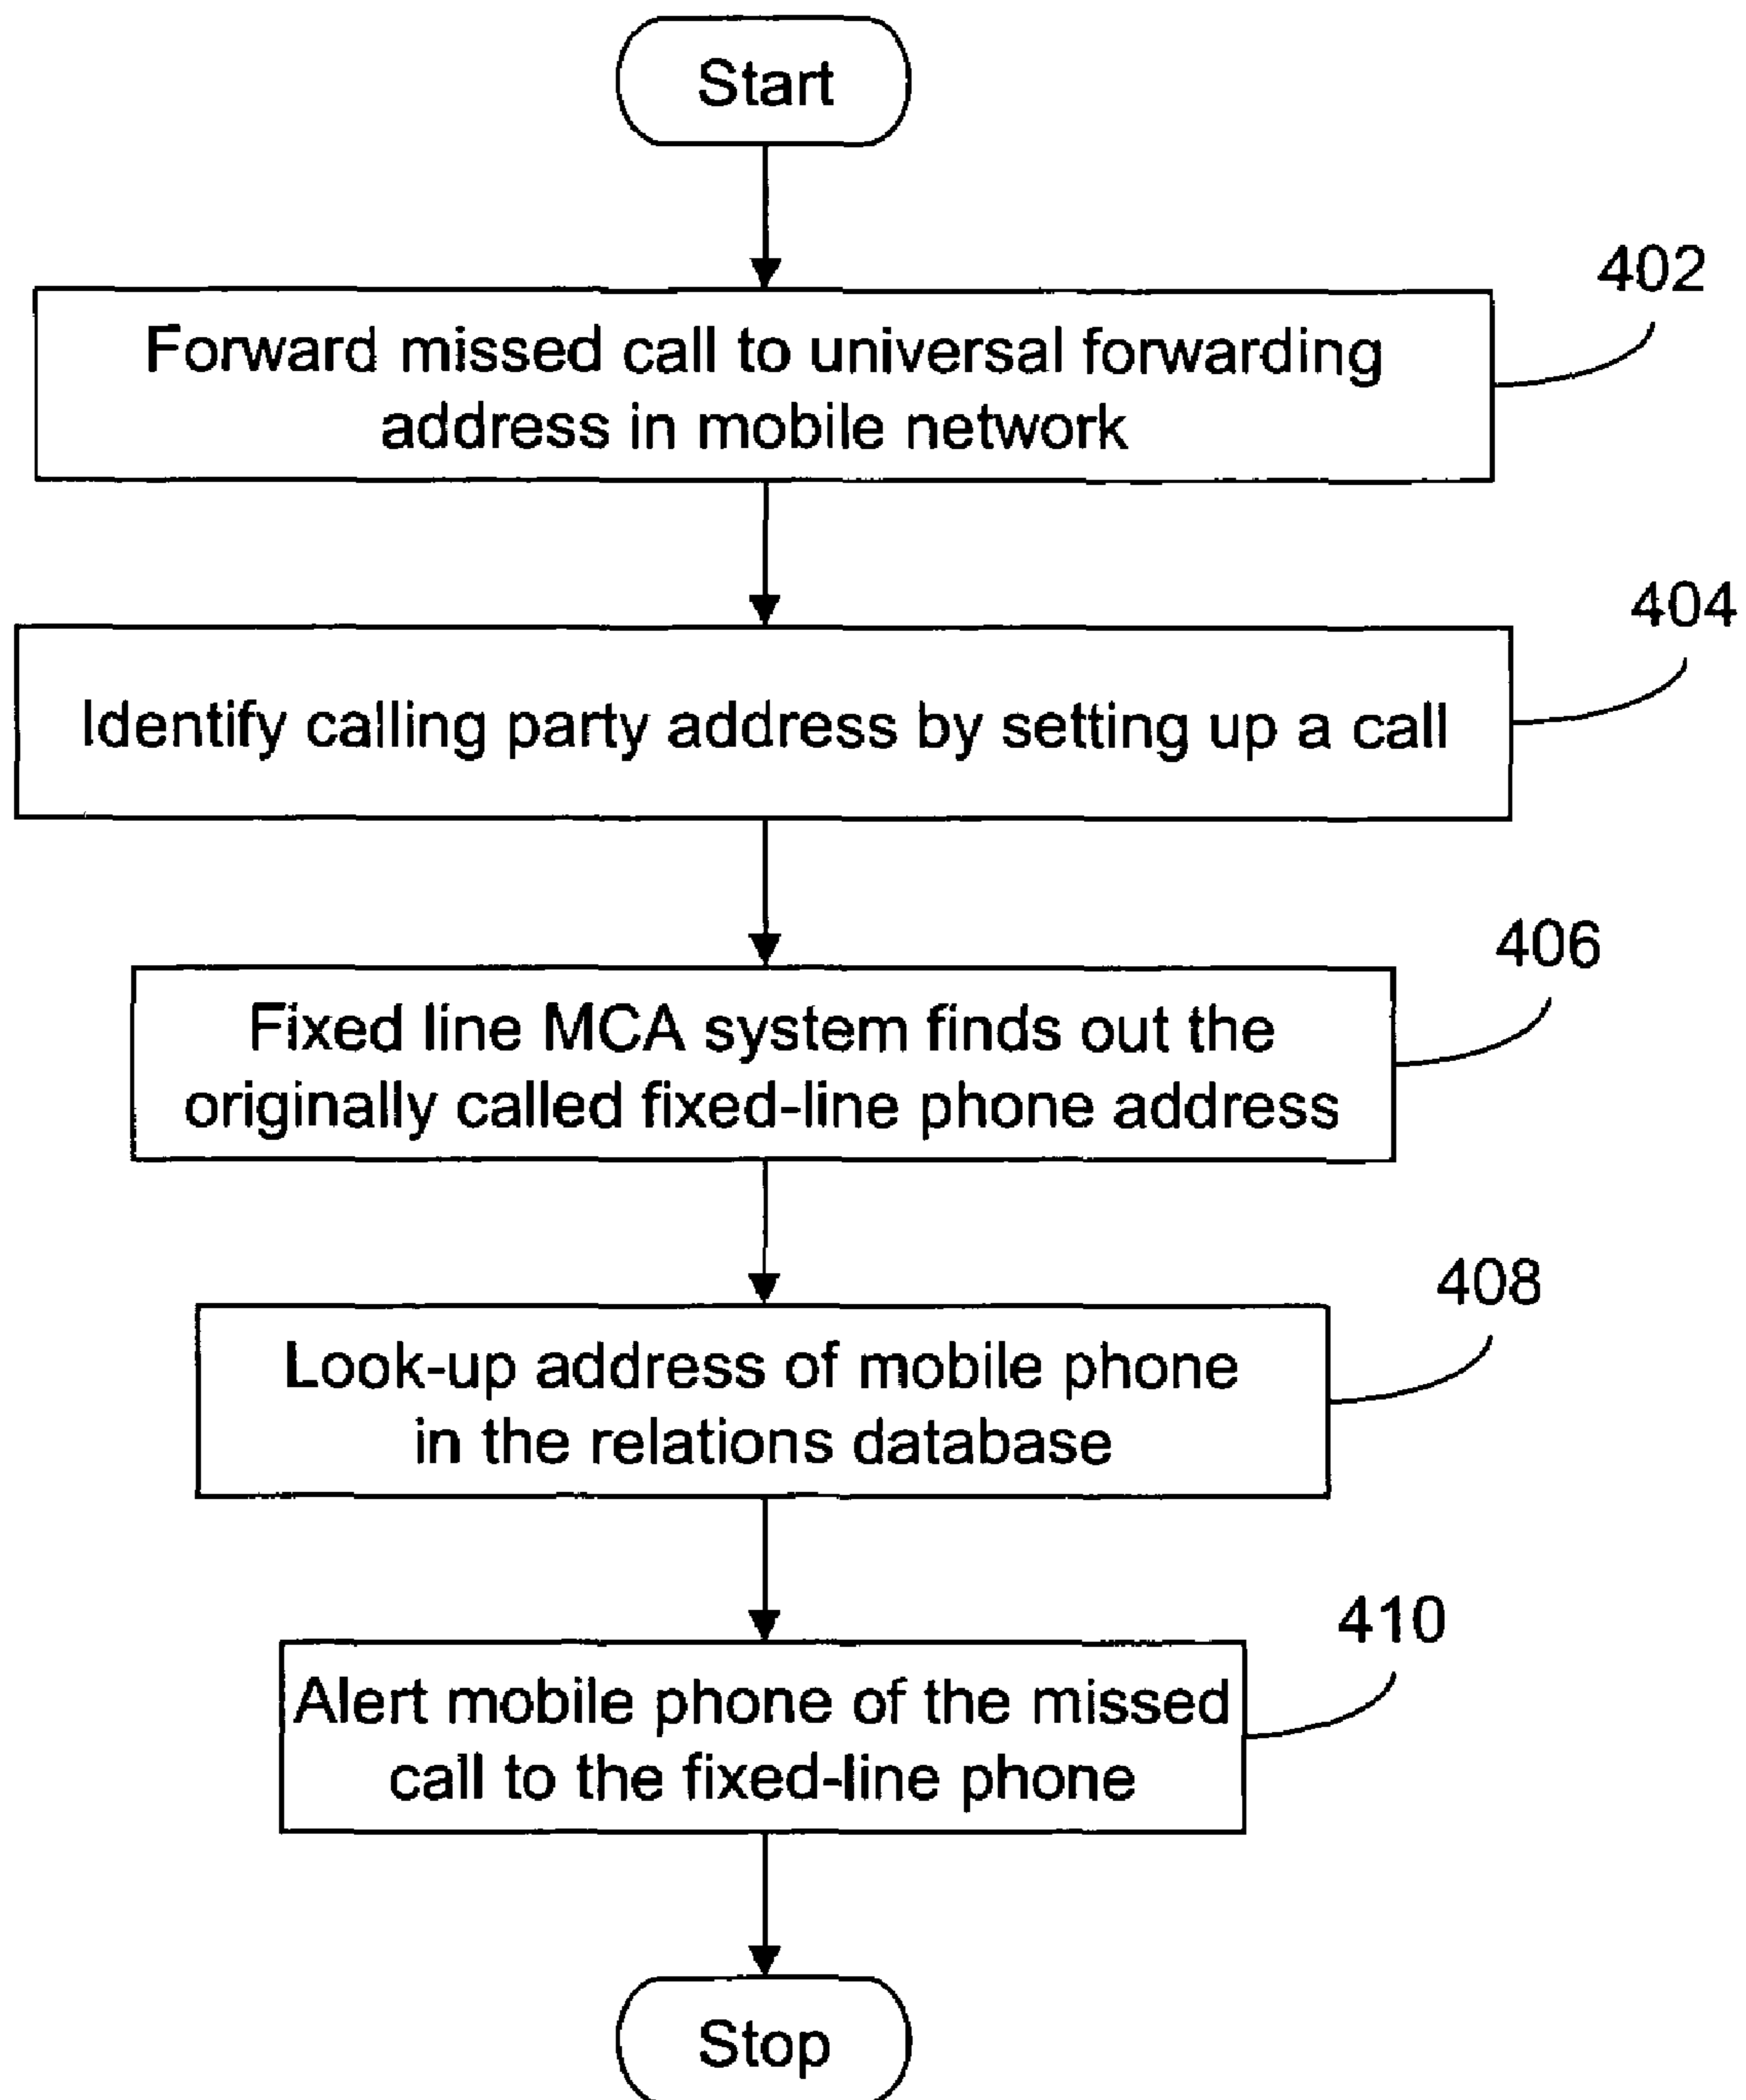 Start
402
Forward missed call to universal forwarding
address in mobile network
404
Identify calling party address by setting up a call
406
Fixed line MCA system finds out the
originally called fixed-line phone address
408
Look-up address of mobile phone
in the relations database
410
Alert mobile phone of the missed
call to the fixed-line phone
Stop